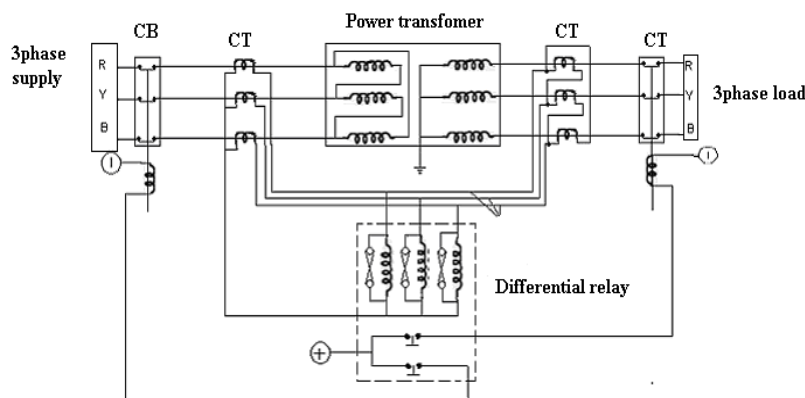 Power transfomer
CB
CT
CT
CT
3phase
supply
R
Y
B
R
Y
B
3phase load
Differential relay
+